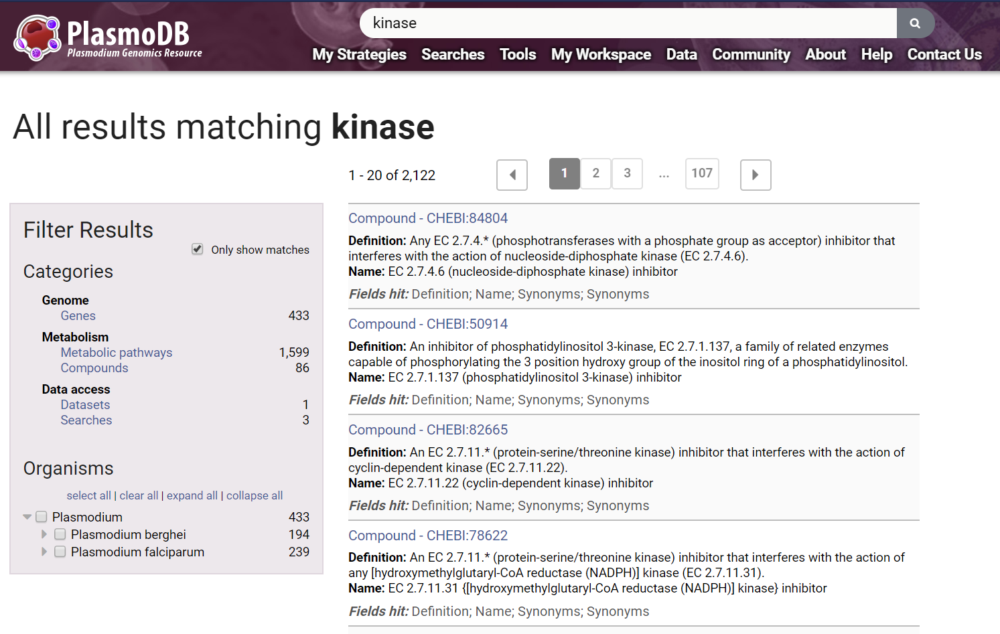 PlasmoDB
Plasmodium Genomics Resource
kinase
My Strategies Searches Tools My Workspace Data Community About Help Contact Us
All results matching kinase
1 - 20 of 2,122
1 2 3 ... 107
Filter Results
Only show matches
Categories
Genome
Genes 433
Metabolism
Metabolic pathways 1,599
Compounds 86
Data access
Datasets 1
Searches 3
Organisms
select all | clear all | expand all | collapse all
Plasmodium 433
Plasmodium berghei 194
Plasmodium falciparum 239
Compound - CHEBI:84804
Definition: Any EC 2.7.4.* (phosphotransferases with a phosphate group as acceptor) inhibitor that
interferes with the action of nucleoside-diphosphate kinase (EC 2.7.4.6).
Name: EC 2.7.4.6 (nucleoside-diphosphate kinase) inhibitor
Fields hit: Definition; Name; Synonyms; Synonyms
Compound - CHEBI:50914
Definition: An inhibitor of phosphatidylinositol 3-kinase, EC 2.7.1.137, a family of related enzymes
capable of phosphorylating the 3 position hydroxy group of the inositol ring of a phosphatidylinositol.
Name: EC 2.7.1.137 (phosphatidylinositol 3-kinase) inhibitor
Fields hit: Definition; Name; Synonyms; Synonyms
Compound - CHEBI:82665
Definition: An EC 2.7.11.* (protein-serine/threonine kinase) inhibitor that interferes with the action of
cyclin-dependent kinase (EC 2.7.11.22).
Name: EC 2.7.11.22 (cyclin-dependent kinase) inhibitor
Fields hit: Definition; Name; Synonyms; Synonyms
Compound - CHEBI:78622
Definition: An EC 2.7.11.* (protein-serine/threonine kinase) inhibitor that interferes with the action of
any [hydroxymethylglutaryl-CoA reductase (NADPH)] kinase (EC 2.7.11.31).
Name: EC 2.7.11.31 {[hydroxymethylglutaryl-CoA reductase (NADPH)] kinase} inhibitor
Fields hit: Definition; Name; Synonyms; Synonyms